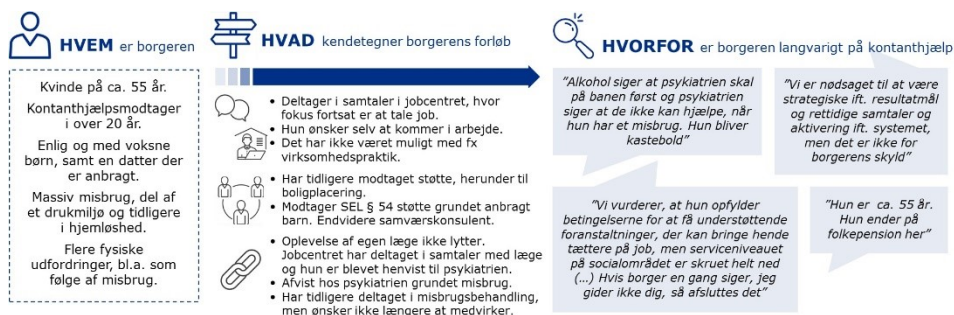 HVEM er borgeren
Kvinde på ca. 55 år.
Kontanthjælpsmodtager
i over 20 år.
Enlig og med voksne
børn, samt en datter der
er anbragt.
Massiv misbrug, del af
et drukmiljø og tidligere
i hjemløshed.
Flere fysiske
udfordringer, bl.a. som
følge af misbrug.
HVAD kendetegner borgerens forløb
• Deltager i samtaler i jobcentret, hvor
fokus fortsat er at tale job.
• Hun ønsker selv at kommer i arbejde.
• Det har ikke været muligt med fx
virksomhedspraktik.
• Har tidligere modtaget støtte, herunder til
boligplacering.
• Modtager SEL § 54 støtte grundet anbragt
barn. Endvidere samværskonsulent.
• Oplevelse af egen læge ikke lytter.
Jobcentret har deltaget i samtaler med læge
og hun er blevet henvist til psykiatrien.
• Afvist hos psykiatrien grundet misbrug.
• Har tidligere deltaget i misbrugsbehandling,
men ønsker ikke længere at medvirker.
HVORFOR er borgeren langvarigt på kontanthjælp
"Alkohol siger at psykiatrien skal
på banen først og psykiatrien
siger at de ikke kan hjælpe, når
hun har et misbrug. Hun bliver
kastebold"
"Vi er nødsaget til at være
strategiske ift. resultatmål
og rettidige samtaler og
aktivering ift. systemet,
men det er ikke for
borgerens skyld"
"Vi vurderer, at hun opfylder
betingelserne for at få understøttende
foranstaltninger, der kan bringe hende
tættere på job, men serviceniveauet
på socialområdet er skruet helt ned
(...) Hvis borger en gang siger, jeg
gider ikke dig, så afsluttes det"
"Hun er ca. 55 år.
Hun ender på
folkepension her"